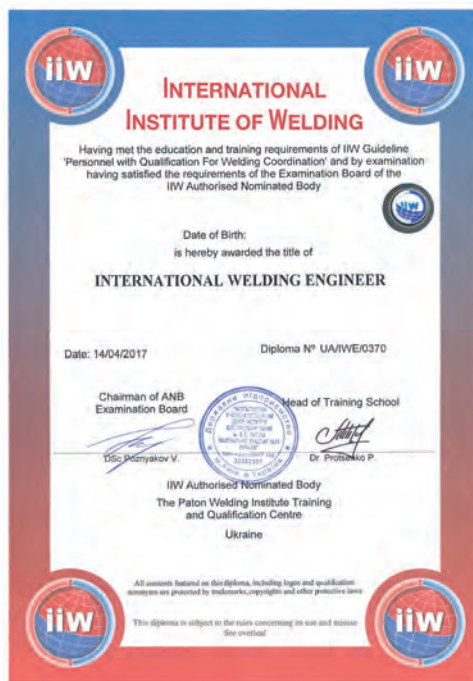 iiw
iiw
INTERNATIONAL
INSTITUTE OF WELDING
Having met the education and training requirements of IIW Guideline
'Personnel with Qualification For Welding Coordination' and by examination
having satisfied the requirements of the Examination Board of the
IIW Authorised Nominated Body
iiw
Date of Birth:
is hereby awarded the title of
INTERNATIONAL WELDING ENGINEER
Date: 14/04/2017
Diploma Nº UA/IWE/0370
Chairman of ANB
Examination Board
Head of Training School
Державне підприємство
м.Київ Україна
DSc Poznyakov V.
Dr. Protsenko P.
IIW Authorised Nominated Body
The Paton Welding Institute Training
and Qualification Centre
Ukraine
All contents featured on this diploma, including logos and qualification
acronyms are protected by trademarks, copyrights and other protective laws
This diploma is subject to the rules concerning its use and misuse
See overleaf
iiw
iiw